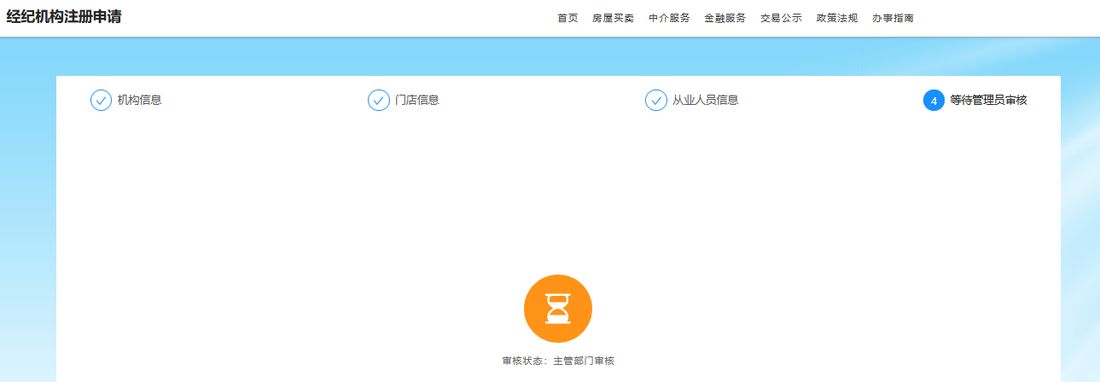 经纪机构注册申请
首页 房屋买卖 中介服务 金融服务 交易公示 政策法规 办事指南
机构信息 门店信息 从业人员信息 4 等待管理员审核
审核状态：主管部门审核